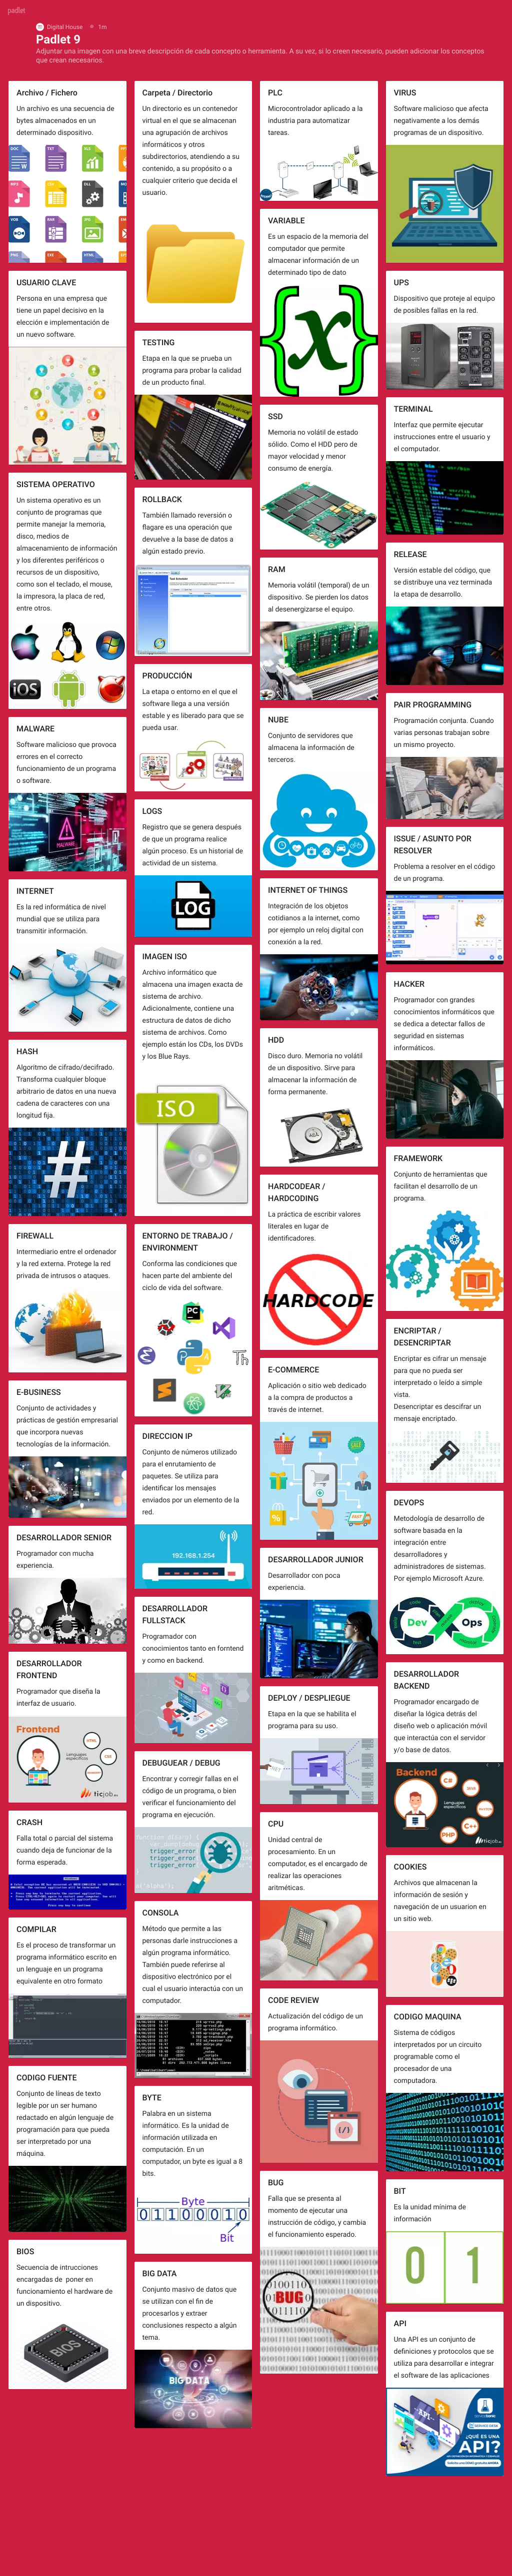 padlet
Digital House
1m
Padlet 9
Adjuntar una imagen con una breve descripción de cada concepto o herramienta. A su vez, si lo creen necesario, pueden adicionar los conceptos
que crean necesarios.
Archivo / Fichero
Un archivo es una secuencia de
bytes almacenados en un
determinado dispositivo.
USUARIO CLAVE
Persona en una empresa que
tiene un papel decisivo en la
elección e implementación de
un nuevo software.
SISTEMA OPERATIVO
Un sistema operativo es un
conjunto de programas que
permite manejar la memoria,
disco, medios de
almacenamiento de información
y los diferentes periféricos o
recursos de un dispositivo,
como son el teclado, el mouse,
la impresora, la placa de red,
entre otros.
iOS
MALWARE
Software malicioso que provoca
errores en el correcto
funcionamiento de un programa
o software.
MALWARE
INTERNET
Es la red informática de nivel
mundial que se utiliza para
transmitir información.
HASH
Algoritmo de cifrado/decifrado.
Transforma cualquier bloque
arbitrario de datos en una nueva
cadena de caracteres con una
longitud fija.
#
FIREWALL
Intermediario entre el ordenador
y la red externa. Protege la red
privada de intrusos o ataques.
E-BUSINESS
Conjunto de actividades y
prácticas de gestión empresarial
que incorpora nuevas
tecnologías de la información.
DESARROLLADOR SENIOR
Programador con mucha
experiencia.
DESARROLLADOR
FRONTEND
Programador que diseña la
interfaz de usuario.
Frontend
Lenguajes
específicos
ticjob.es
CRASH
Falla total o parcial del sistema
cuando deja de funcionar de la
forma esperada.
COMPILAR
Es el proceso de transformar un
programa informático escrito en
un lenguaje en un programa
equivalente en otro formato
CODIGO FUENTE
Conjunto de líneas de texto
legible por un ser humano
redactado en algún lenguaje de
programación para que pueda
ser interpretado por una
máquina.
BIOS
Secuencia de intrucciones
encargadas de poner en
funcionamiento el hardware de
un dispositivo.
BIOS
Carpeta / Directorio
Un directorio es un contenedor
virtual en el que se almacenan
una agrupación de archivos
informáticos y otros
subdirectorios, atendiendo a su
contenido, a su propósito o a
cualquier criterio que decida el
usuario.
TESTING
Etapa en la que se prueba un
programa para probar la calidad
de un producto final.
ROLLBACK
También llamado reversión o
flagare es una operación que
devuelve a la base de datos a
algún estado previo.
PRODUCCIÓN
La etapa o entorno en el que el
software llega a una versión
estable y es liberado para que se
pueda usar.
LOGS
Registro que se genera después
de que un programa realice
algún proceso. Es un historial de
actividad de un sistema.
LOG
IMAGEN ISO
Archivo informático que
almacena una imagen exacta de
sistema de archivo.
Adicionalmente, contiene una
estructura de datos de dicho
sistema de archivos. Como
ejemplo están los CDs, los DVDs
y los Blue Rays.
ISO
ENTORNO DE TRABAJO /
ENVIRONMENT
Conforma las condiciones que
hacen parte del ambiente del
ciclo de vida del software.
PC
Th
DIRECCION IP
Conjunto de números utilizado
para el enrutamiento de
paquetes. Se utiliza para
identificar los mensajes
enviados por un elemento de la
red.
192.168.1.254
DESARROLLADOR
FULLSTACK
Programador con
conocimientos tanto en forntend
y como en backend.
DEBUGUEAR / DEBUG
Encontrar y corregir fallas en el
código de un programa, o bien
verificar el funcionamiento del
programa en ejecución.
trigger_error
trigger_error
trigger_error
CONSOLA
Método que permite a las
personas darle instrucciones a
algún programa informático.
También puede referirse al
dispositivo electrónico por el
cual el usuario interactúa con un
computador.
BYTE
Palabra en un sistema
informático. Es la unidad de
información utilizada en
computación. En un
computador, un byte es igual a 8
bits.
Byte
0 1 1 0 0 0 1 0
Bit
BIG DATA
Conjunto masivo de datos que
se utilizan con el fin de
procesarlos y extraer
conclusiones respecto a algún
tema.
BIG DATA
PLC
Microcontrolador aplicado a la
industria para automatizar
tareas.
VARIABLE
Es un espacio de la memoria del
computador que permite
almacenar información de un
determinado tipo de dato
{x}
SSD
Memoria no volátil de estado
sólido. Como el HDD pero de
mayor velocidad y menor
consumo de energía.
RAM
Memoria volátil (temporal) de un
dispositivo. Se pierden los datos
al desenergizarse el equipo.
NUBE
Conjunto de servidores que
almacena la información de
terceros.
INTERNET OF THINGS
Integración de los objetos
cotidianos a la internet, como
por ejemplo un reloj digital con
conexión a la red.
HDD
Disco duro. Memoria no volátil
de un dispositivo. Sirve para
almacenar la información de
forma permanente.
HARDCODEAR /
HARDCODING
La práctica de escribir valores
literales en lugar de
identificadores.
HARDCODE
E-COMMERCE
Aplicación o sitio web dedicado
a la compra de productos a
través de internet.
SALE
DESARROLLADOR JUNIOR
Desarrollador con poca
experiencia.
DEPLOY / DESPLIEGUE
Etapa en la que se habilita el
programa para su uso.
CPU
Unidad central de
procesamiento. En un
computador, es el encargado de
realizar las operaciones
aritméticas.
CODE REVIEW
Actualización del código de un
programa informático.
BUG
Falla que se presenta al
momento de ejecutar una
instrucción de código, y cambia
el funcionamiento esperado.
BUG
VIRUS
Software malicioso que afecta
negativamente a los demás
programas de un dispositivo.
UPS
Dispositivo que proteje al equipo
de posibles fallas en la red.
TERMINAL
Interfaz que permite ejecutar
instrucciones entre el usuario y
el computador.
RELEASE
Versión estable del código, que
se distribuye una vez terminada
la etapa de desarrollo.
PAIR PROGRAMMING
Programación conjunta. Cuando
varias personas trabajan sobre
un mismo proyecto.
ISSUE / ASUNTO POR
RESOLVER
Problema a resolver en el código
de un programa.
HACKER
Programador con grandes
conocimientos informáticos que
se dedica a detectar fallos de
seguridad en sistemas
informáticos.
FRAMEWORK
Conjunto de herramientas que
facilitan el desarrollo de un
programa.
ENCRIPTAR /
DESENCRIPTAR
Encriptar es cifrar un mensaje
para que no pueda ser
interpretado o leído a simple
vista.
Desencriptar es descifrar un
mensaje encriptado.
DEVOPS
Metodología de desarrollo de
software basada en la
integración entre
desarrolladores y
administradores de sistemas.
Por ejemplo Microsoft Azure.
Dev
Ops
DESARROLLADOR
BACKEND
Programador encargado de
diseñar la lógica detrás del
diseño web o aplicación móvil
que interactúa con el servidor
y/o base de datos.
Backend
C#
Lenguajes
específicos
C++
PHP
ticjob.es
COOKIES
Archivos que almacenan la
información de sesión y
navegación de un usuarion en
un sitio web.
CODIGO MAQUINA
Sistema de códigos
interpretados por un circuito
programable como el
procesador de una
computadora.
BIT
Es la unidad mínima de
información
0 1
API
Una API es un conjunto de
definiciones y protocolos que se
utiliza para desarrollar e integrar
el software de las aplicaciones
API
¿QUÉ ES UNA
API?